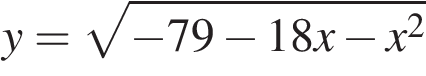 y = √(−79 − 18x − x²)